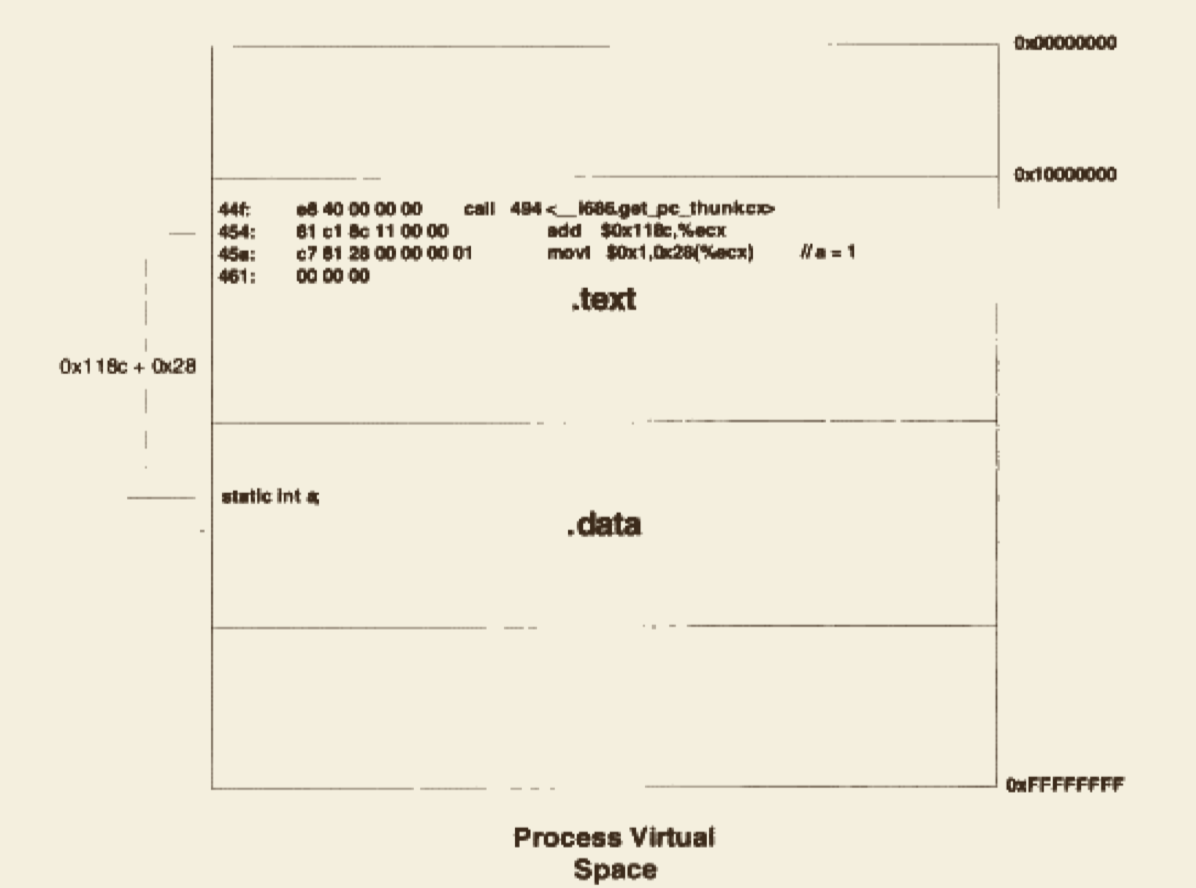 0x00000000
0x10000000
44f: e8 40 00 00 00 call 494 <__i686.get_pc_thunk.cx>
454: 81 c1 8c 11 00 00 add $0x118c,%ecx
45a: c7 81 28 00 00 00 01 movl $0x1,0x28(%ecx) // a = 1
461: 00 00 00
.text
0x118c + 0x28
static int a;
.data
0xFFFFFFFF
Process Virtual
Space